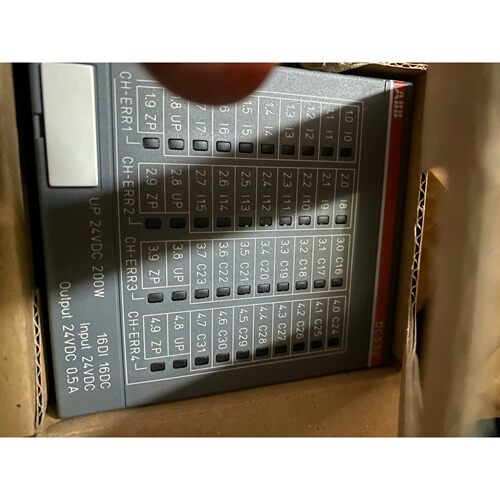 ABB
1.0 I0 2.0 I8 3.0 C16 4.0 C24
1.1 I1 2.1 I9 3.1 C17 4.1 C25
1.2 I2 2.2 I10 3.2 C18 4.2 C26
1.3 I3 2.3 I11 3.3 C19 4.3 C27
1.4 I4 2.4 I12 3.4 C20 4.4 C28
1.5 I5 2.5 I13 3.5 C21 4.5 C29
1.6 I6 2.6 I14 3.6 C22 4.6 C30
1.7 I7 2.7 I15 3.7 C23 4.7 C31
1.8 UP 2.8 UP 3.8 UP 4.8 UP
1.9 ZP 2.9 ZP 3.9 ZP 4.9 ZP
CH-ERR1 CH-ERR2 CH-ERR3 CH-ERR4
UP 24VDC 200W
16DI 16DC
Input 24VDC
Output 24VDC 0.5A